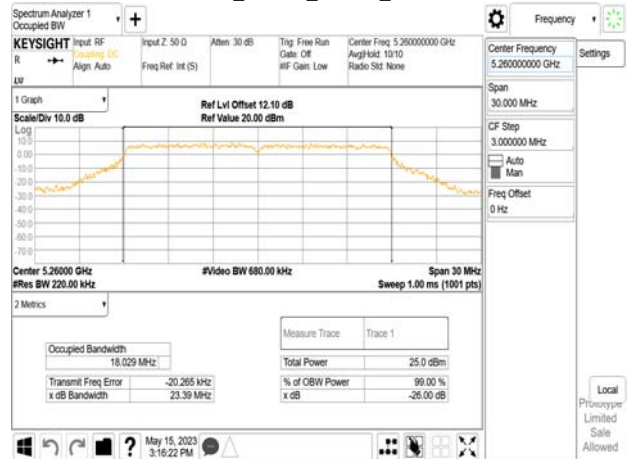 Spectrum Analyzer 1
Occupied BW
Frequency
KEYSIGHT
Input: RF
Coupling: DC
Align: Auto
Input Z: 50 Ω
Freq Ref: Int (S)
Atten: 30 dB
Trig: Free Run
Gate: Off
#IF Gain: Low
Center Freq: 5.260000000 GHz
Avg|Hold: 10/10
Radio Std: None
R
LVI
Center Frequency
5.260000000 GHz
Settings
Span
30.000 MHz
CF Step
3.000000 MHz
Auto
Man
Freq Offset
0 Hz
1 Graph
Scale/Div 10.0 dB
Ref Lvl Offset 12.10 dB
Ref Value 20.00 dBm
Log
10.0
0.00
-10.0
-20.0
-30.0
-40.0
-50.0
-60.0
-70.0
Center 5.26000 GHz
#Res BW 220.00 kHz
#Video BW 680.00 kHz
Span 30 MHz
Sweep 1.00 ms (1001 pts)
2 Metrics
Measure Trace
Trace 1
Occupied Bandwidth
18.029 MHz
Total Power
25.0 dBm
Transmit Freq Error
-20.265 kHz
% of OBW Power
99.00 %
x dB Bandwidth
23.39 MHz
x dB
-26.00 dB
Local
Prototype
Limited
Sale
Allowed
?
May 15, 2023
3:16:22 PM